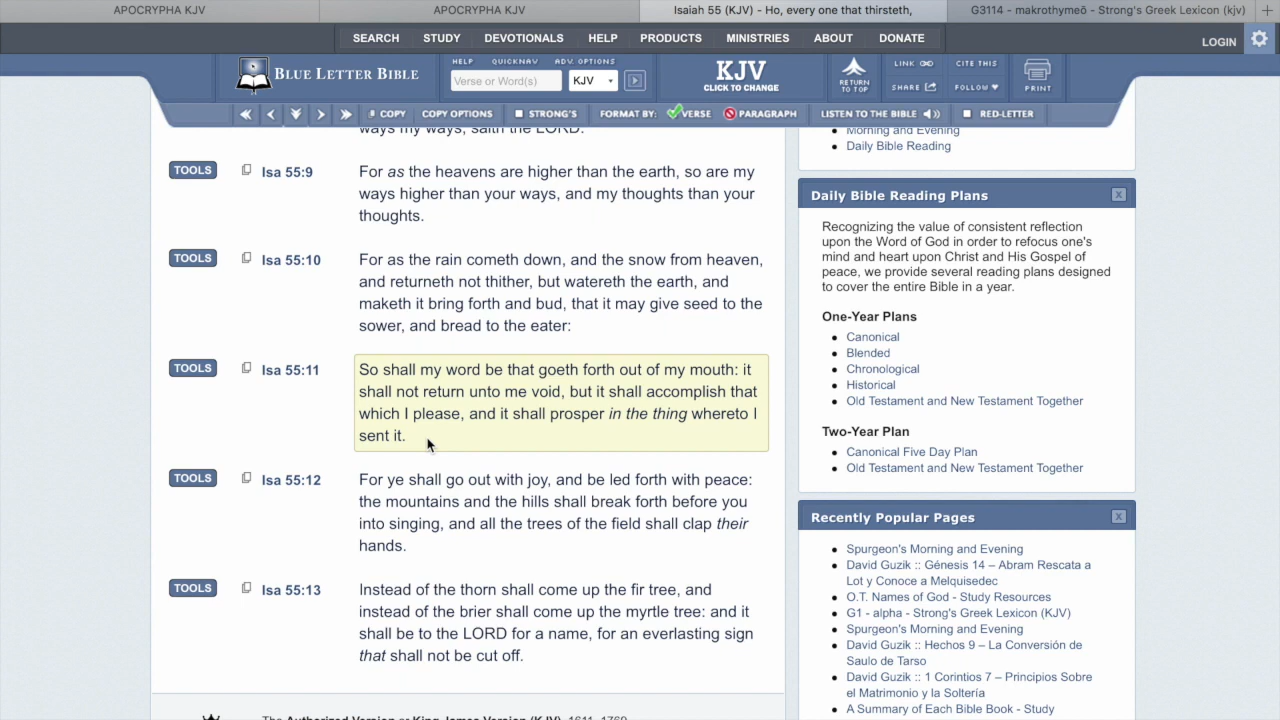 APOCRYPHA KJV
APOCRYPHA KJV
Isaiah 55 (KJV) - Ho, every one that thirsteth,
G3114 - makrothymeō - Strong's Greek Lexicon (kjv)
SEARCH STUDY DEVOTIONALS HELP PRODUCTS MINISTRIES ABOUT DONATE
LOGIN
BLUE LETTER BIBLE
HELP QUICKNAV ADV. OPTIONS
Verse or Word(s) KJV
KJV
CLICK TO CHANGE
RETURN
TO TOP
LINK CITE THIS
SHARE FOLLOW
PRINT
COPY COPY OPTIONS STRONG'S FORMAT BY: VERSE PARAGRAPH LISTEN TO THE BIBLE RED-LETTER
ways my ways, saith the LORD.
TOOLS Isa 55:9 For as the heavens are higher than the earth, so are my
ways higher than your ways, and my thoughts than your
thoughts.
TOOLS Isa 55:10 For as the rain cometh down, and the snow from heaven,
and returneth not thither, but watereth the earth, and
maketh it bring forth and bud, that it may give seed to the
sower, and bread to the eater:
TOOLS Isa 55:11 So shall my word be that goeth forth out of my mouth: it
shall not return unto me void, but it shall accomplish that
which I please, and it shall prosper in the thing whereto I
sent it.
TOOLS Isa 55:12 For ye shall go out with joy, and be led forth with peace:
the mountains and the hills shall break forth before you
into singing, and all the trees of the field shall clap their
hands.
TOOLS Isa 55:13 Instead of the thorn shall come up the fir tree, and
instead of the brier shall come up the myrtle tree: and it
shall be to the LORD for a name, for an everlasting sign
that shall not be cut off.
The Authorized Version or King James Version (KJV), 1611, 1769.
Morning and Evening
Daily Bible Reading
Daily Bible Reading Plans
Recognizing the value of consistent reflection
upon the Word of God in order to refocus one's
mind and heart upon Christ and His Gospel of
peace, we provide several reading plans designed
to cover the entire Bible in a year.
One-Year Plans
Canonical
Blended
Chronological
Historical
Old Testament and New Testament Together
Two-Year Plan
Canonical Five Day Plan
Old Testament and New Testament Together
Recently Popular Pages
Spurgeon's Morning and Evening
David Guzik :: Génesis 14 – Abram Rescata a
Lot y Conoce a Melquisedec
O.T. Names of God - Study Resources
G1 - alpha - Strong's Greek Lexicon (KJV)
Spurgeon's Morning and Evening
David Guzik :: Hechos 9 – La Conversión de
Saulo de Tarso
David Guzik :: 1 Corintios 7 – Principios Sobre
el Matrimonio y la Soltería
A Summary of Each Bible Book - Study